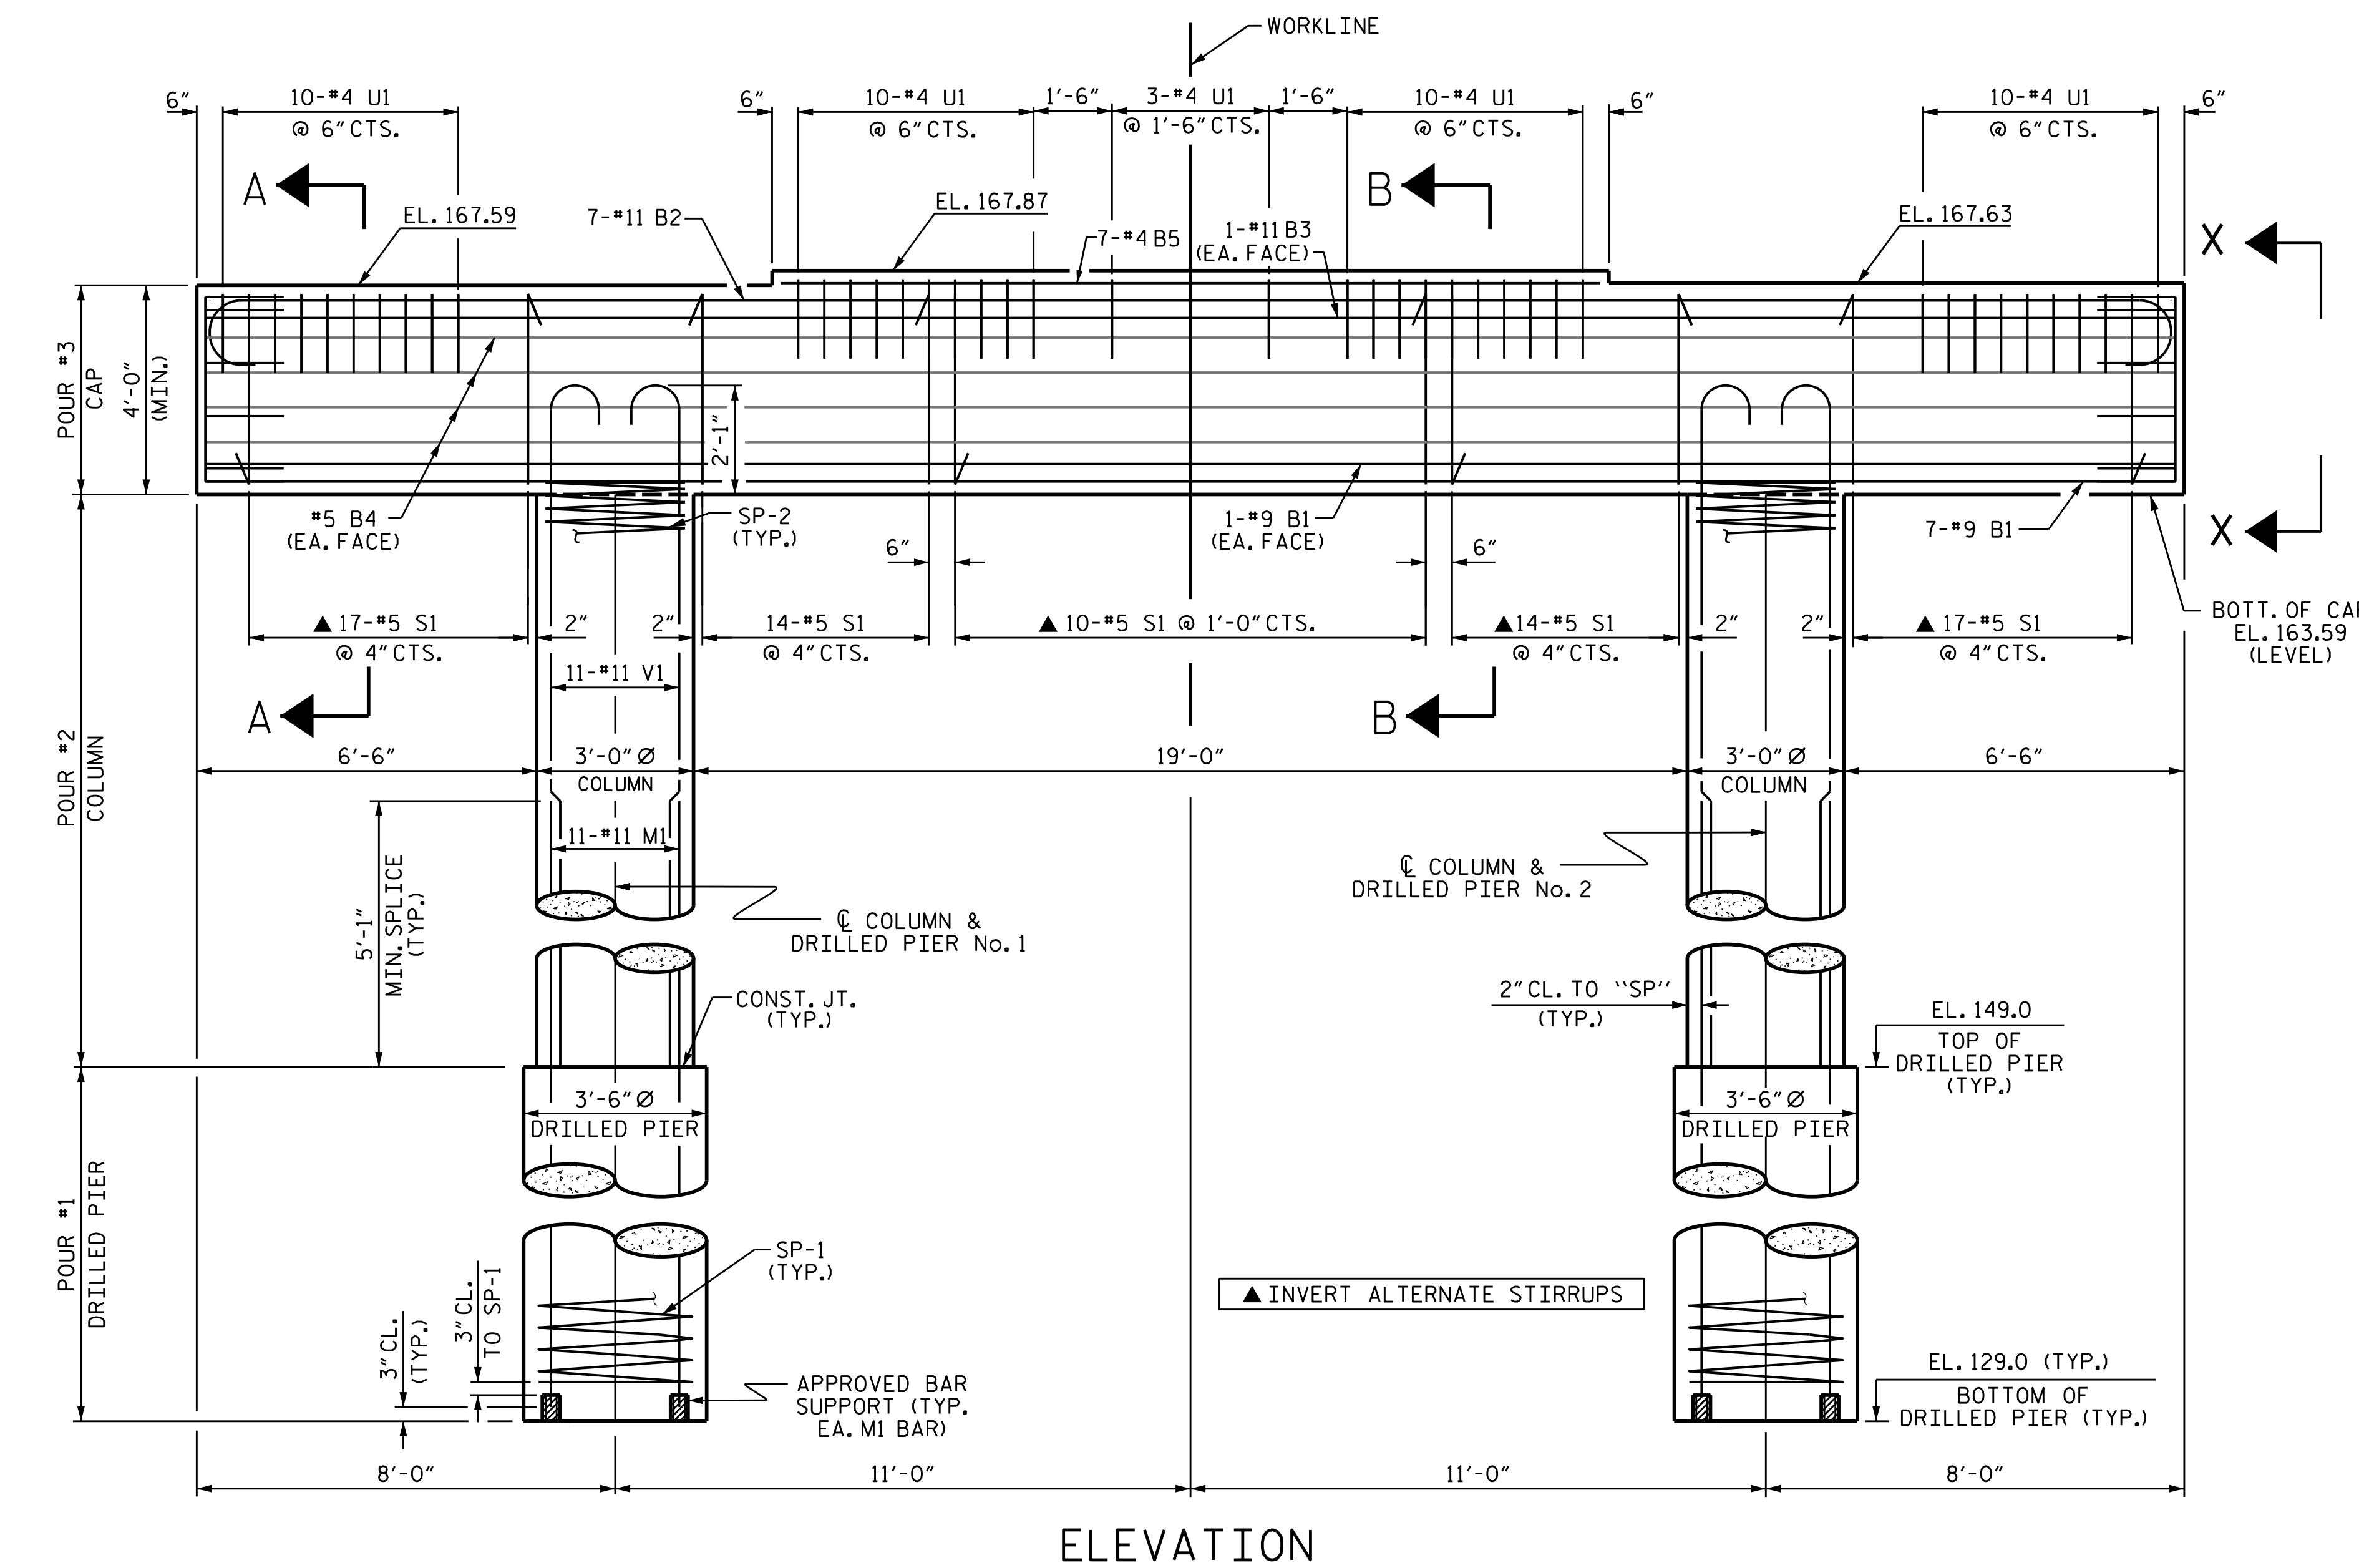 WORKLINE
6″
10-#4 U1
@ 6″CTS.
6″
10-#4 U1
@ 6″CTS.
1′-6″
3-#4 U1
@ 1′-6″CTS.
1′-6″
10-#4 U1
@ 6″CTS.
6″
10-#4 U1
@ 6″CTS.
6″
A
EL. 167.59
7-#11 B2
EL. 167.87
7-#4 B5
1-#11 B3
(EA. FACE)
B
EL. 167.63
X
POUR #3
CAP
4′-0″
(MIN.)
2′-1″
#5 B4
(EA. FACE)
SP-2
(TYP.)
6″
1-#9 B1
(EA. FACE)
6″
7-#9 B1
X
▲ 17-#5 S1
@ 4″CTS.
2″
2″
14-#5 S1
@ 4″CTS.
▲ 10-#5 S1 @ 1′-0″CTS.
▲14-#5 S1
@ 4″CTS.
2″
2″
▲ 17-#5 S1
@ 4″CTS.
BOTT. OF
EL. 163.59
(LEVEL)
11-#11 V1
A
B
POUR #2
COLUMN
6′-6″
3′-0″Ø
COLUMN
19′-0″
3′-0″Ø
COLUMN
6′-6″
11-#11 M1
5′-1″
MIN. SPLICE
(TYP.)
℄ COLUMN &
DRILLED PIER No. 1
℄ COLUMN &
DRILLED PIER No. 2
CONST. JT.
(TYP.)
2″CL. TO ‵‵SP′′
(TYP.)
EL. 149.0
TOP OF
DRILLED PIER
(TYP.)
3′-6″Ø
DRILLED PIER
3′-6″Ø
DRILLED PIER
POUR #1
DRILLED PIER
SP-1
(TYP.)
3″CL.
TO SP-1
3″CL.
(TYP.)
▲ INVERT ALTERNATE STIRRUPS
APPROVED BAR
SUPPORT (TYP.
EA. M1 BAR)
EL. 129.0 (TYP.)
BOTTOM OF
DRILLED PIER (TYP.)
8′-0″
11′-0″
11′-0″
8′-0″
ELEVATION